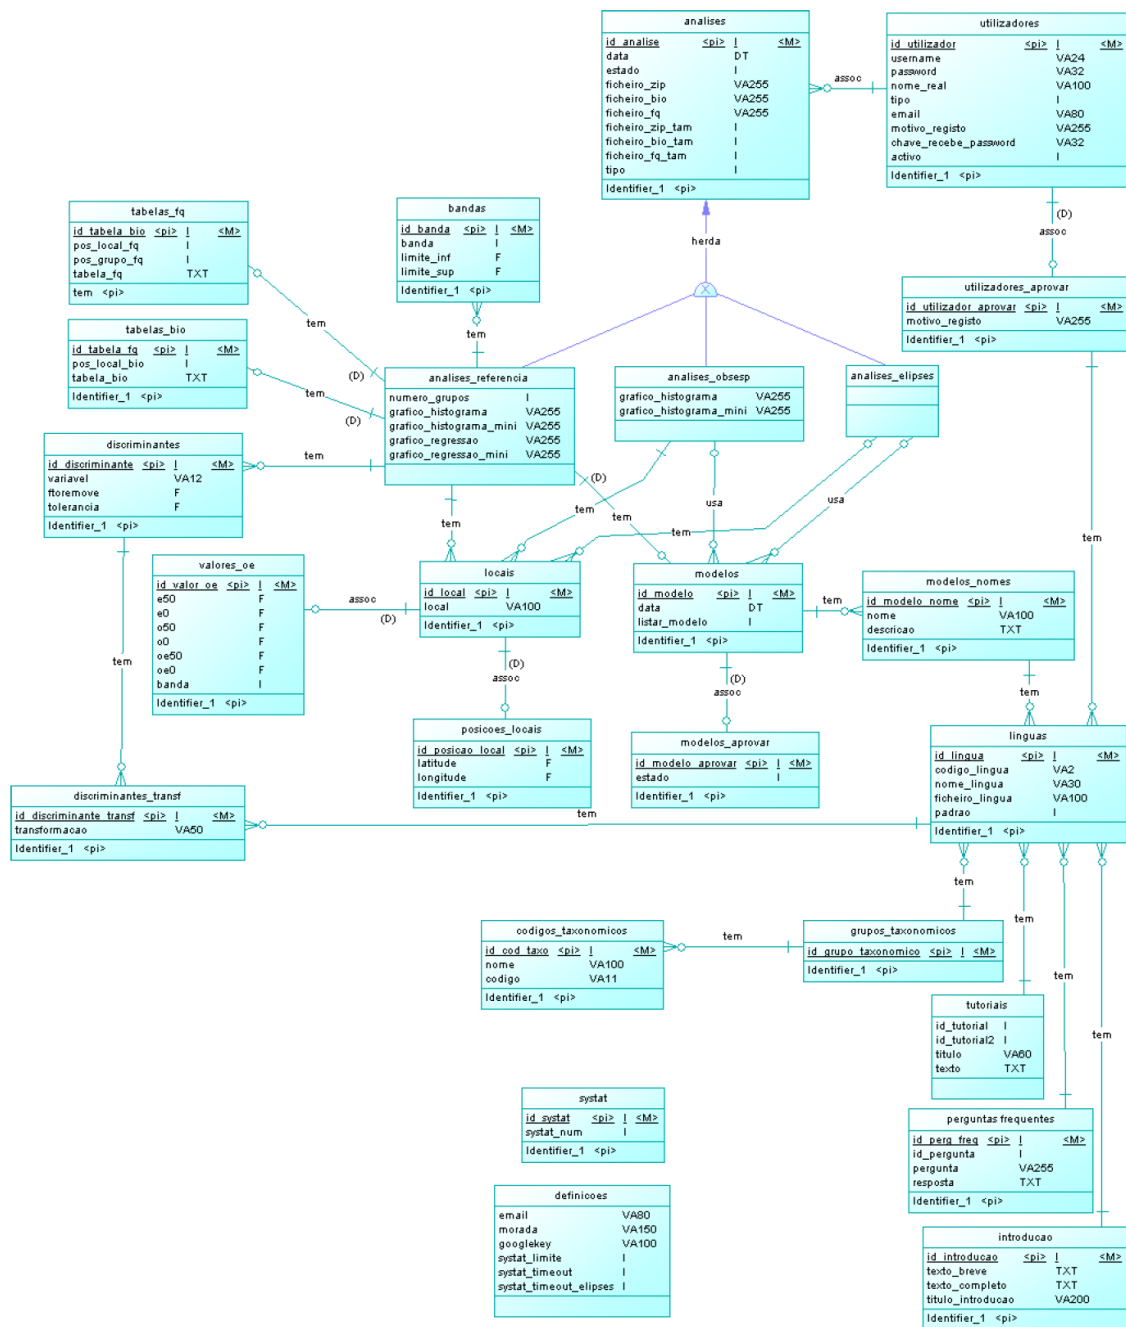 analises
id_analise <pi> I <M>
data DT
estado I
ficheiro_zip VA255
ficheiro_bio VA255
ficheiro_fq VA255
ficheiro_zip_tam I
ficheiro_bio_tam I
ficheiro_fq_tam I
tipo I
Identifier_1 <pi>
assoc
utilizadores
id_utilizador <pi> I <M>
username VA24
password VA32
nome_real VA100
tipo I
email VA80
motivo_registo VA255
chave_recebe_password VA32
activo I
Identifier_1 <pi>
(D)
assoc
herda
X
tabelas_fq
id_tabela_bio <pi> I <M>
pos_local_fq I
pos_grupo_fq I
tabela_fq TXT
tem <pi>
bandas
id_banda <pi> I <M>
banda I
limite_inf F
limite_sup F
Identifier_1 <pi>
utilizadores_aprovar
id_utilizador_aprovar <pi> I <M>
motivo_registo VA255
Identifier_1 <pi>
tem
tem
tabelas_bio
id_tabela_fq <pi> I <M>
pos_local_bio I
tabela_bio TXT
Identifier_1 <pi>
tem
(D)
(D)
analises_referencia
numero_grupos I
grafico_histograma VA255
grafico_histograma_mini VA255
grafico_regressao VA255
grafico_regressao_mini VA255
analises_obsesp
grafico_histograma VA255
grafico_histograma_mini VA255
analises_elipses
discriminantes
id_discriminante <pi> I <M>
variavel VA12
ftoremove F
tolerancia F
Identifier_1 <pi>
tem
(D)
tem
tem
tem
usa
usa
tem
tem
valores_oe
id_valor_oe <pi> I <M>
e50 F
e0 F
o50 F
o0 F
oe50 F
oe0 F
banda I
Identifier_1 <pi>
assoc
(D)
locais
id_local <pi> I <M>
local VA100
Identifier_1 <pi>
modelos
id_modelo <pi> I <M>
data DT
listar_modelo I
Identifier_1 <pi>
tem
modelos_nomes
id_modelo_nome <pi> I <M>
nome VA100
descricao TXT
Identifier_1 <pi>
tem
(D)
assoc
(D)
assoc
tem
posicoes_locais
id_posicao_local <pi> I <M>
latitude F
longitude F
Identifier_1 <pi>
modelos_aprovar
id_modelo_aprovar <pi> I <M>
estado I
Identifier_1 <pi>
linguas
id_lingua <pi> I <M>
codigo_lingua VA2
nome_lingua VA30
ficheiro_lingua VA100
padrao I
Identifier_1 <pi>
discriminantes_transf
id_discriminante_transf <pi> I <M>
transformacao VA50
Identifier_1 <pi>
tem
tem
codigos_taxonomicos
id_cod_taxo <pi> I <M>
nome VA100
codigo VA11
Identifier_1 <pi>
tem
grupos_taxonomicos
id_grupo_taxonomico <pi> I <M>
Identifier_1 <pi>
tem
tem
tem
tutoriais
id_tutorial I
id_tutorial2 I
titulo VA60
texto TXT
systat
id_systat <pi> I <M>
systat_num I
Identifier_1 <pi>
perguntas frequentes
id_perg_freq <pi> I <M>
id_pergunta I
pergunta VA255
resposta TXT
Identifier_1 <pi>
definicoes
email VA80
morada VA150
googlekey VA100
systat_limite I
systat_timeout I
systat_timeout_elipses I
introducao
id_introducao <pi> I <M>
texto_breve TXT
texto_completo TXT
titulo_introducao VA200
Identifier_1 <pi>